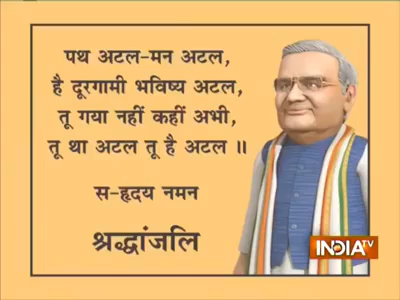 पथ अटल-मन अटल,
है दूरगामी भविष्य अटल,
तू गया नहीं कहीं अभी,
तू था अटल तू है अटल ॥
स-हृदय नमन
श्रद्धांजलि
INDIA TV